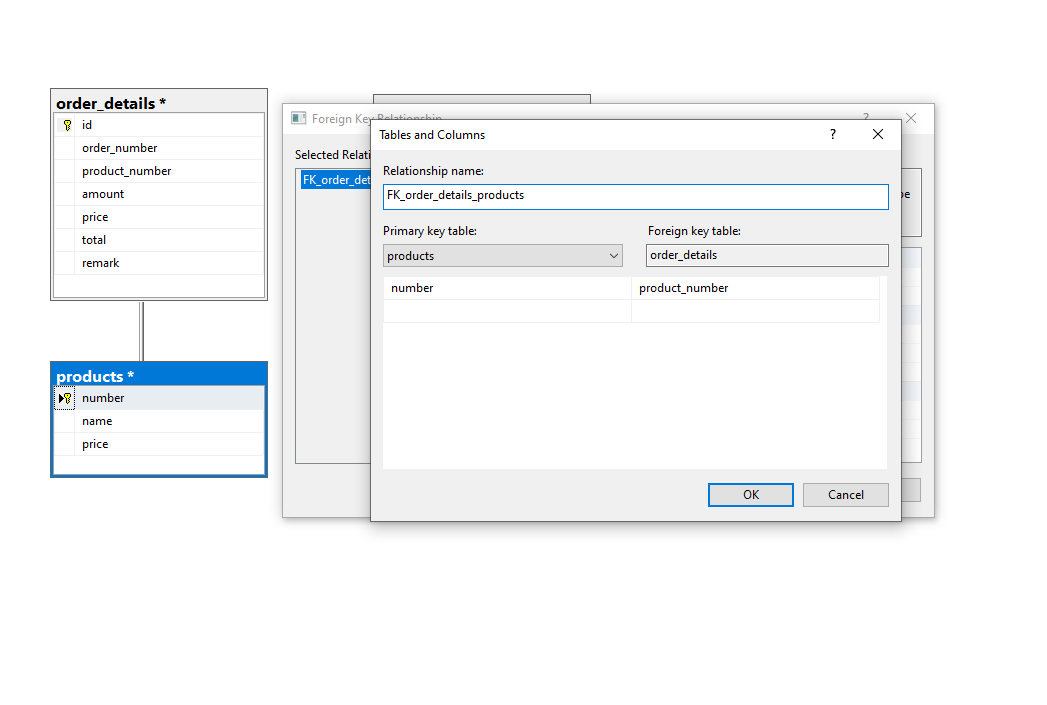 order_details *
id
order_number
product_number
amount
price
total
remark
products *
number
name
price
Foreign Key Relationship
Selected Relati
FK_order_det
Tables and Columns
?
Relationship name:
FK_order_details_products
Primary key table:
Foreign key table:
products
order_details
number
product_number
OK
Cancel